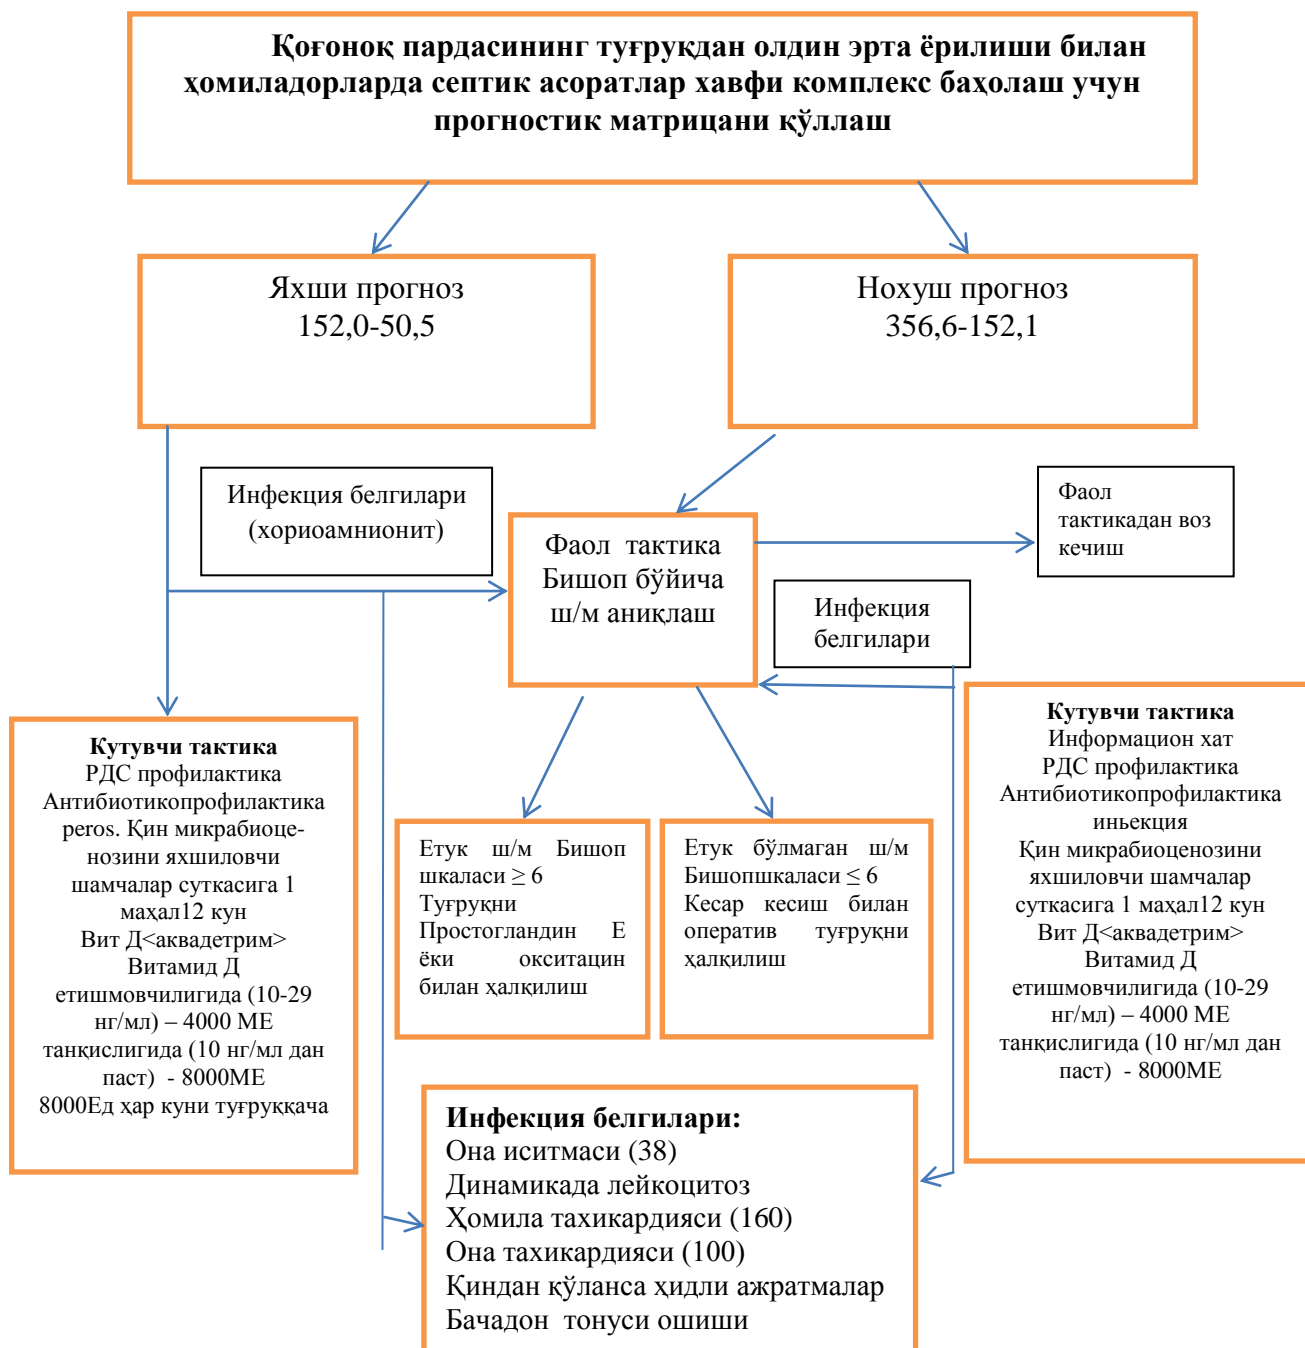 Қоғоноқ пардасининг туғруқдан олдин эрта ёрилиши билан
ҳомиладорларда септик асоратлар хавфи комплекс баҳолаш учун
прогностик матрицани қўллаш
Яхши прогноз
152,0-50,5
Нохуш прогноз
356,6-152,1
Инфекция белгилари
(хориоамнионит)
Фаол тактика
Бишоп бўйича
ш/м аниқлаш
Фаол
тактикадан воз
кечиш
Инфекция
белгилари
Кутувчи тактика
РДС профилактика
Антибиотикопрофилактика
peros. Қин микрабиоце-
нозини яхшиловчи
шамчалар суткасига 1
маҳал12 кун
Вит Д<аквадетрим>
Витамид Д
етишмовчилигида (10-29
нг/мл) – 4000 МЕ
танқислигида (10 нг/мл дан
паст) - 8000МЕ
8000Ед ҳар куни туғруққача
Етук ш/м Бишоп
шкаласи ≥ 6
Туғруқни
Простогландин Е
ёки окситацин
билан ҳалқилиш
Етук бўлмаган ш/м
Бишопшкаласи ≤ 6
Кесар кесиш билан
оператив туғруқни
ҳалқилиш
Кутувчи тактика
Информацион хат
РДС профилактика
Антибиотикопрофилактика
иньекция
Қин микрабиоценозини
яхшиловчи шамчалар
суткасига 1 маҳал12 кун
Вит Д<аквадетрим>
Витамид Д
етишмовчилигида (10-29
нг/мл) – 4000 МЕ
танқислигида (10 нг/мл дан
паст) - 8000МЕ
Инфекция белгилари:
Она иситмаси (38)
Динамикада лейкоцитоз
Ҳомила тахикардияси (160)
Она тахикардияси (100)
Қиндан қўланса ҳидли ажратмалар
Бачадон тонуси ошиши